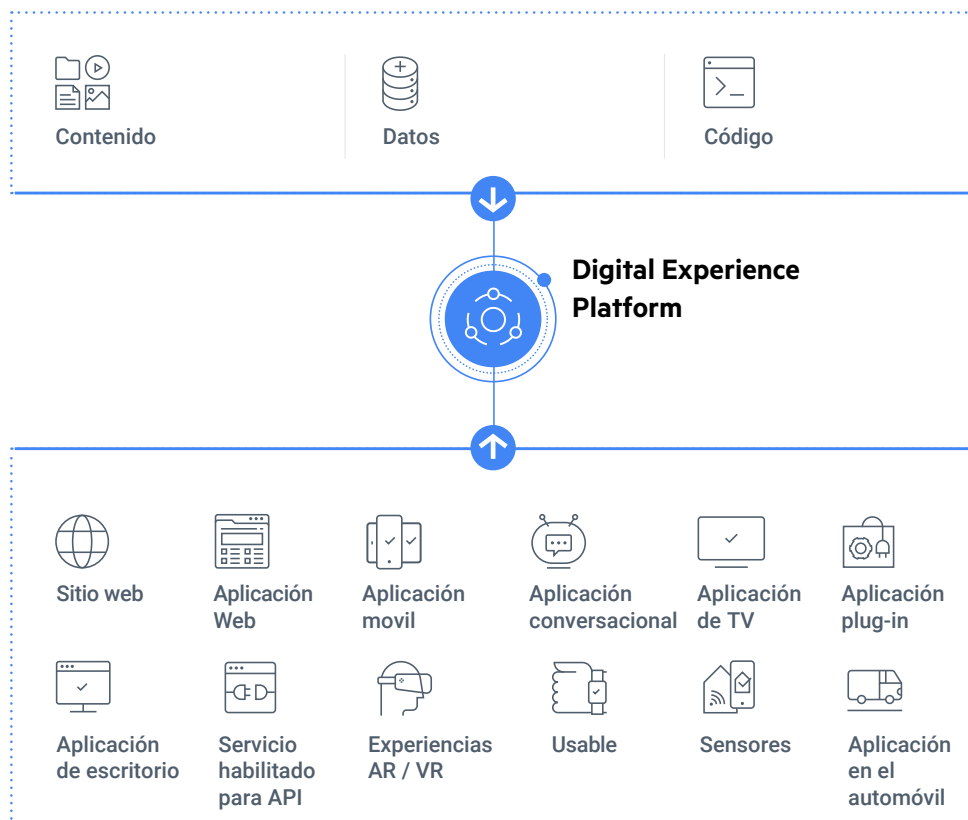 Contenido
Datos
Código
Digital Experience
Platform
Sitio web
Aplicación
Web
Aplicación
movil
Aplicación
conversacional
Aplicación
de TV
Aplicación
plug-in
Aplicación
de escritorio
Servicio
habilitado
para API
Experiencias
AR / VR
Usable
Sensores
Aplicación
en el
automóvil